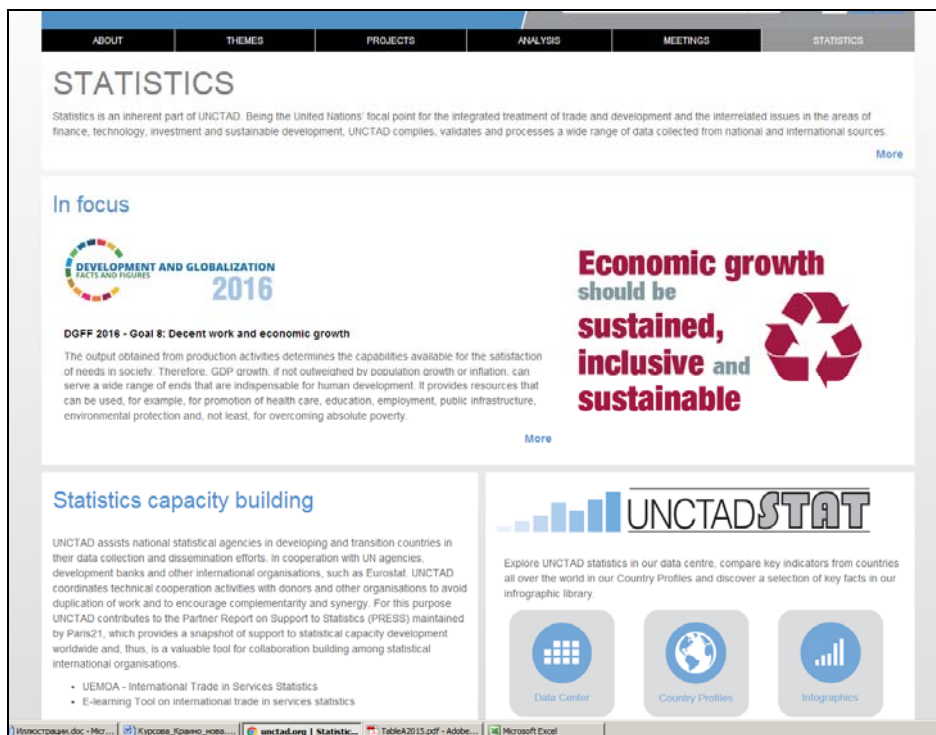 ABOUT THEMES PROJECTS ANALYSIS MEETINGS STATISTICS
STATISTICS
Statistics is an inherent part of UNCTAD. Being the United Nations' focal point for the integrated treatment of trade and development and the interrelated issues in the areas of
finance, technology, investment and sustainable development, UNCTAD compiles, validates and processes a wide range of data collected from national and international sources.
More
In focus
DEVELOPMENT AND GLOBALIZATION
FACTS AND FIGURES
2016
DGFF 2016 - Goal 8: Decent work and economic growth
The output obtained from production activities determines the capabilities available for the satisfaction
of needs in society. Therefore, GDP growth, if not outweighed by population growth or inflation, can
serve a wide range of ends that are indispensable for human development. It provides resources that
can be used, for example, for promotion of health care, education, employment, public infrastructure,
environmental protection and, not least, for overcoming absolute poverty.
More
Economic growth
should be
sustained,
inclusive and
sustainable
Statistics capacity building
UNCTAD assists national statistical agencies in developing and transition countries in
their data collection and dissemination efforts. In cooperation with UN agencies,
development banks and other international organisations, such as Eurostat, UNCTAD
coordinates technical cooperation activities with donors and other organisations to avoid
duplication of work and to encourage complementarity and synergy. For this purpose
UNCTAD contributes to the Partner Report on Support to Statistics (PRESS) maintained
by Paris21, which provides a snapshot of support to statistical capacity development
worldwide and, thus, is a valuable tool for collaboration building among statistical
international organisations.
• UEMOA - International Trade in Services Statistics
• E-learning Tool on international trade in services statistics
UNCTADSTAT
Explore UNCTAD statistics in our data centre, compare key indicators from countries
all over the world in our Country Profiles and discover a selection of key facts in our
infographic library.
Data Center Country Profiles Infographics
Иллюстрации.doc - Micr... Курсова_Краино_мова.... unctad.org | Statistic... TableA2015.pdf - Adobe... Microsoft Excel